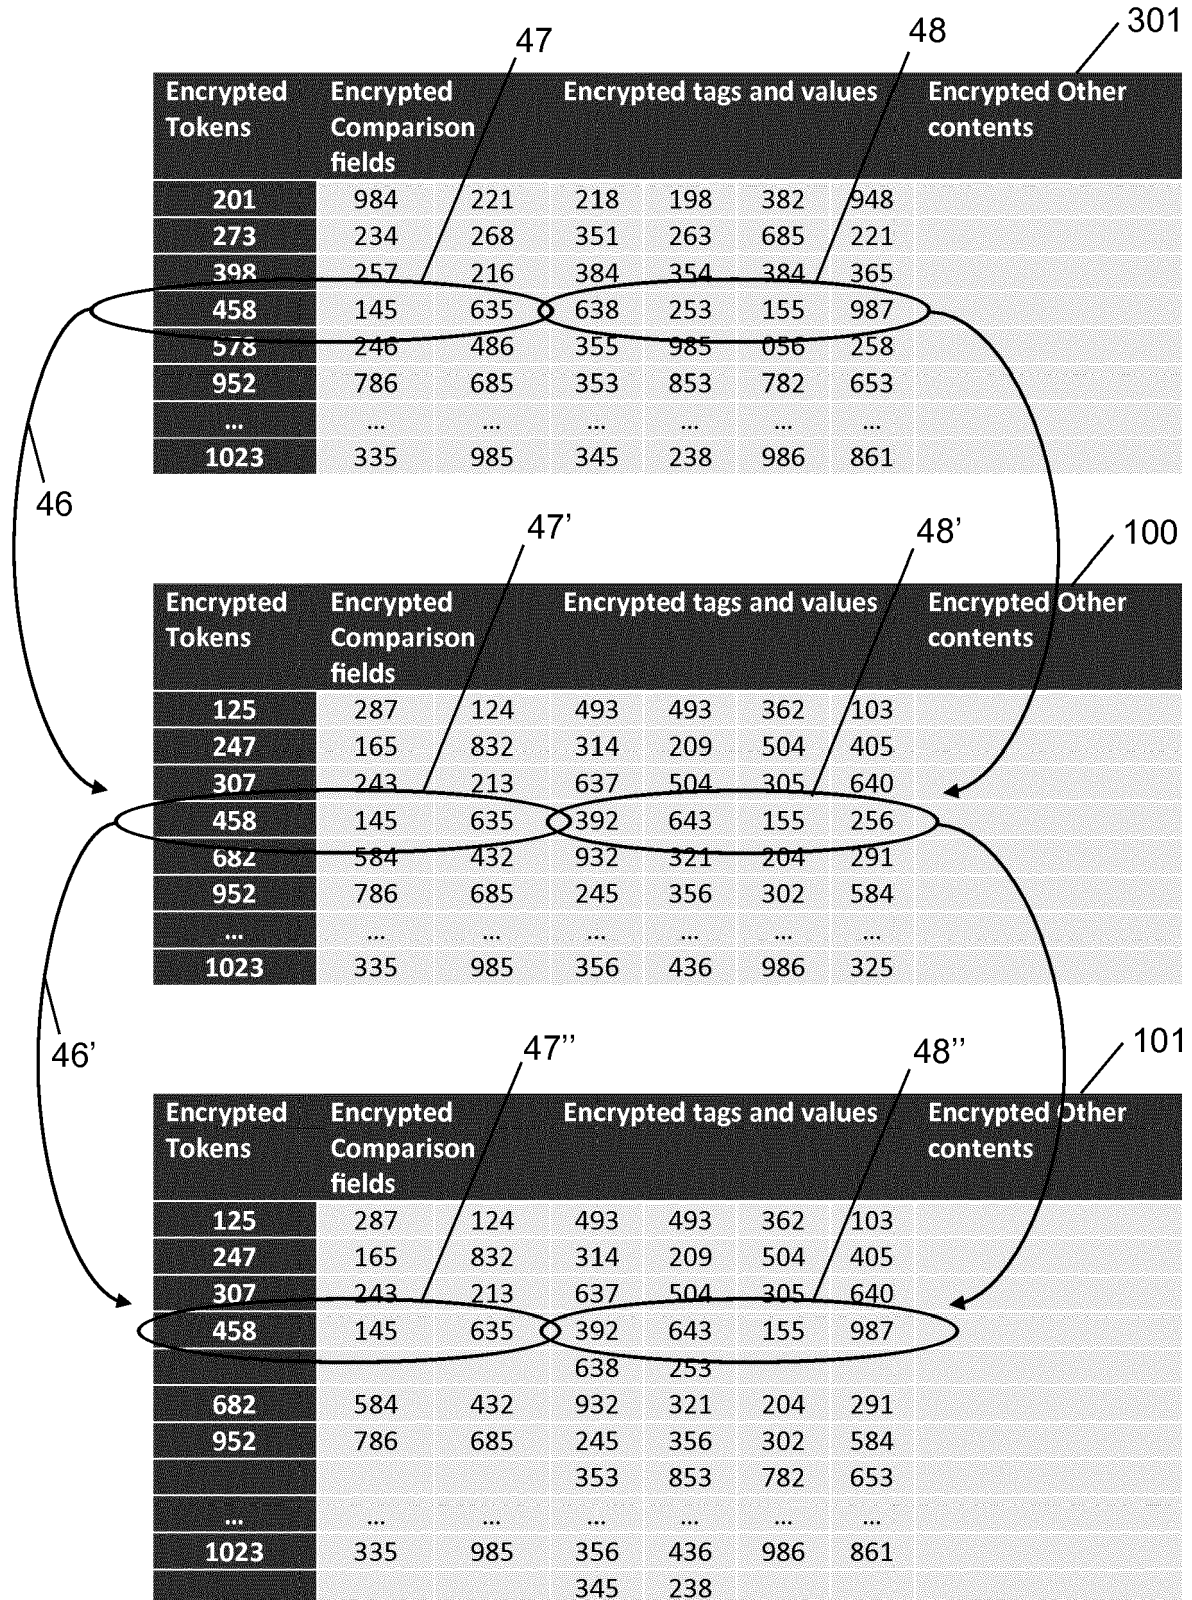 47 48 301
Encrypted Encrypted Encrypted tags and values Encrypted Other
Tokens Comparison contents
fields
201 984 221 218 198 382 948
273 234 268 351 263 685 221
398 257 216 384 354 384 365
458 145 635 638 253 155 987
578 246 486 355 985 056 258
952 786 685 353 853 782 653
... ... ... ... ... ... ...
1023 335 985 345 238 986 861
46
47’ 48’ 100
Encrypted Encrypted Encrypted tags and values Encrypted Other
Tokens Comparison contents
fields
125 287 124 493 493 362 103
247 165 832 314 209 504 405
307 243 213 637 504 305 640
458 145 635 392 643 155 256
682 584 432 932 321 204 291
952 786 685 245 356 302 584
... ... ... ... ... ... ...
1023 335 985 356 436 986 325
46’
47’’ 48’’ 101
Encrypted Encrypted Encrypted tags and values Encrypted Other
Tokens Comparison contents
fields
125 287 124 493 493 362 103
247 165 832 314 209 504 405
307 243 213 637 504 305 640
458 145 635 392 643 155 987
638 253
682 584 432 932 321 204 291
952 786 685 245 356 302 584
353 853 782 653
... ... ... ... ... ... ...
1023 335 985 356 436 986 861
345 238